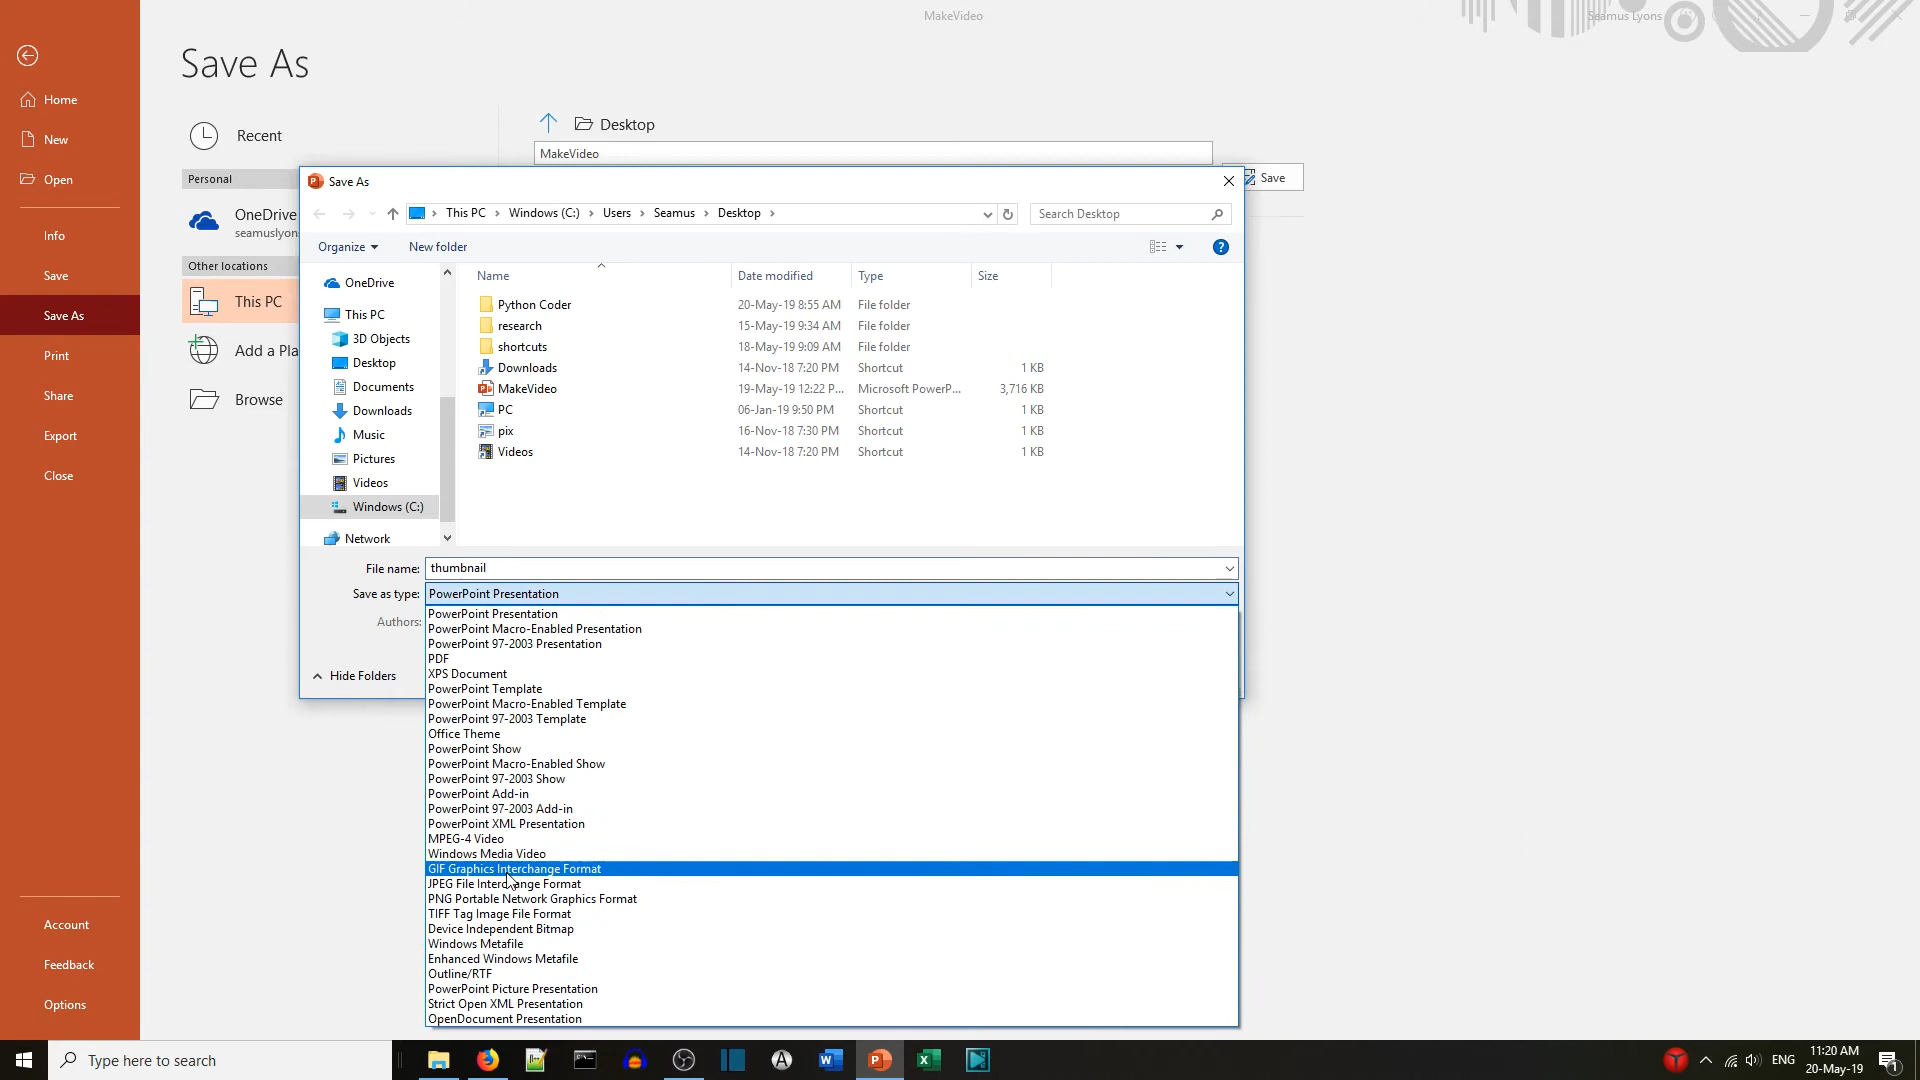 MakeVideo
Seamus Lyons
Save As
Home
New
Open
Info
Save
Save As
Print
Share
Export
Close
Account
Feedback
Options
Recent
Personal
OneDrive
seamuslyons
Other locations
This PC
Add a Pla
Browse
Desktop
MakeVideo
Save
Save As
This PC > Windows (C:) > Users > Seamus > Desktop >
Search Desktop
Organize
New folder
OneDrive
This PC
3D Objects
Desktop
Documents
Downloads
Music
Pictures
Videos
Windows (C:)
Network
Name Date modified Type Size
Python Coder 20-May-19 8:55 AM File folder
research 15-May-19 9:34 AM File folder
shortcuts 18-May-19 9:09 AM File folder
Downloads 14-Nov-18 7:20 PM Shortcut 1 KB
MakeVideo 19-May-19 12:22 P... Microsoft PowerP... 3,716 KB
PC 06-Jan-19 9:50 PM Shortcut 1 KB
pix 16-Nov-18 7:30 PM Shortcut 1 KB
Videos 14-Nov-18 7:20 PM Shortcut 1 KB
File name: thumbnail
Save as type: PowerPoint Presentation
Authors:
Hide Folders
PowerPoint Presentation
PowerPoint Macro-Enabled Presentation
PowerPoint 97-2003 Presentation
PDF
XPS Document
PowerPoint Template
PowerPoint Macro-Enabled Template
PowerPoint 97-2003 Template
Office Theme
PowerPoint Show
PowerPoint Macro-Enabled Show
PowerPoint 97-2003 Show
PowerPoint Add-in
PowerPoint 97-2003 Add-in
PowerPoint XML Presentation
MPEG-4 Video
Windows Media Video
GIF Graphics Interchange Format
JPEG File Interchange Format
PNG Portable Network Graphics Format
TIFF Tag Image File Format
Device Independent Bitmap
Windows Metafile
Enhanced Windows Metafile
Outline/RTF
PowerPoint Picture Presentation
Strict Open XML Presentation
OpenDocument Presentation
Type here to search
ENG
11:20 AM
20-May-19
1